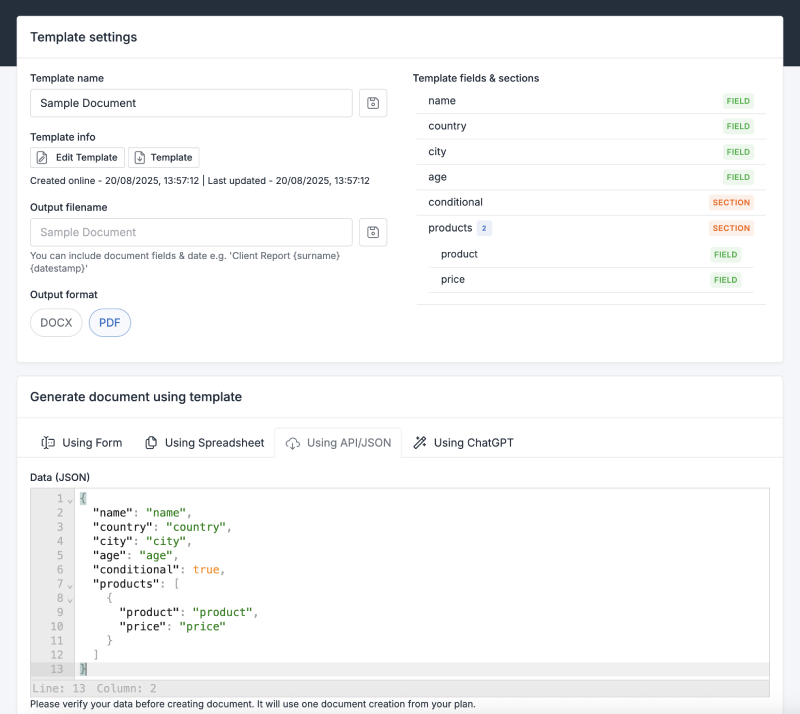 Template settings
Template name
Sample Document
Template info
Edit Template
Template
Created online - 20/08/2025, 13:57:12 | Last updated - 20/08/2025, 13:57:12
Output filename
Sample Document
You can include document fields & date e.g. 'Client Report {surname}
{datestamp}'
Output format
DOCX
PDF
Template fields & sections
name FIELD
country FIELD
city FIELD
age FIELD
conditional SECTION
products 2 SECTION
product FIELD
price FIELD
Generate document using template
Using Form
Using Spreadsheet
Using API/JSON
Using ChatGPT
Data (JSON)
1 {
2 "name": "name",
3 "country": "country",
4 "city": "city",
5 "age": "age",
6 "conditional": true,
7 "products": [
8 {
9 "product": "product",
10 "price": "price"
11 }
12 ]
13 }
Line: 13 Column: 2
Please verify your data before creating document. It will use one document creation from your plan.